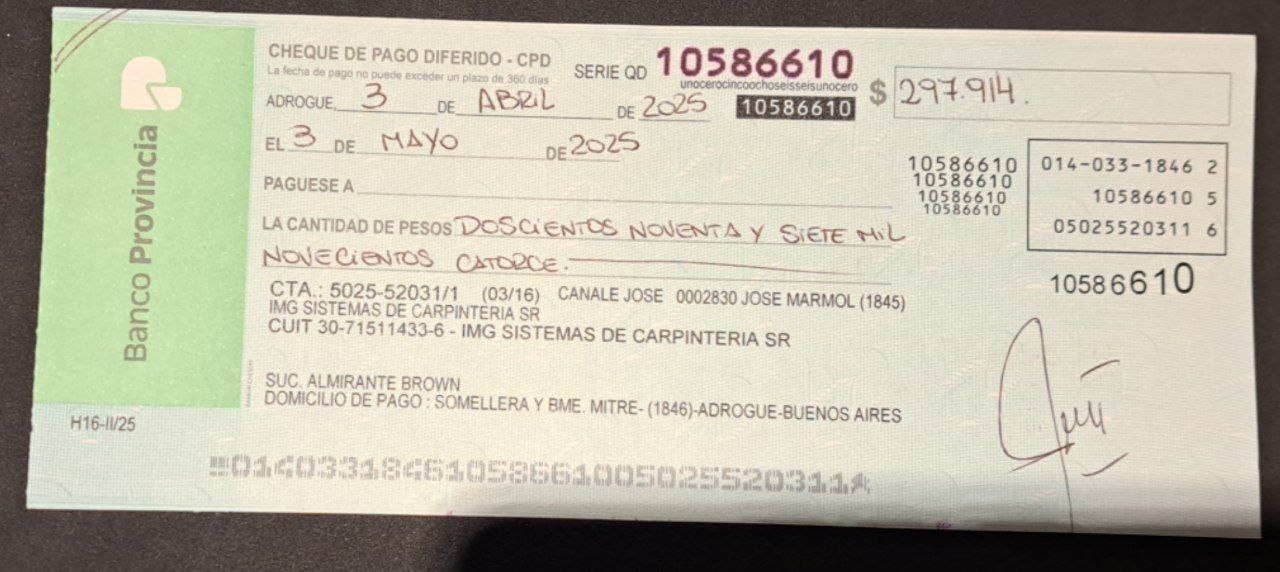 Banco Provincia
H16-II/25
CHEQUE DE PAGO DIFERIDO - CPD
La fecha de pago no puede exceder un plazo de 360 días
SERIE QD 10586610
unocerocincoochoseisseisunocero
10586610
$ 297.914.
ADROGUE, 3 DE ABRIL DE 2025
EL 3 DE MAYO DE 2025
PAGUESE A
10586610
10586610
10586610
10586610
014-033-1846 2
10586610 5
05025520311 6
LA CANTIDAD DE PESOS DOSCIENTOS NOVENTA Y SIETE MIL
NOVECIENTOS CATORCE.
10586610
CTA.: 5025-52031/1 (03/16) CANALE JOSE 0002830 JOSE MARMOL (1845)
IMG SISTEMAS DE CARPINTERIA SR
CUIT 30-71511433-6 - IMG SISTEMAS DE CARPINTERIA SR
SUC. ALMIRANTE BROWN
DOMICILIO DE PAGO : SOMELLERA Y BME. MITRE- (1846)-ADROGUE-BUENOS AIRES
01403318461058661005025520311